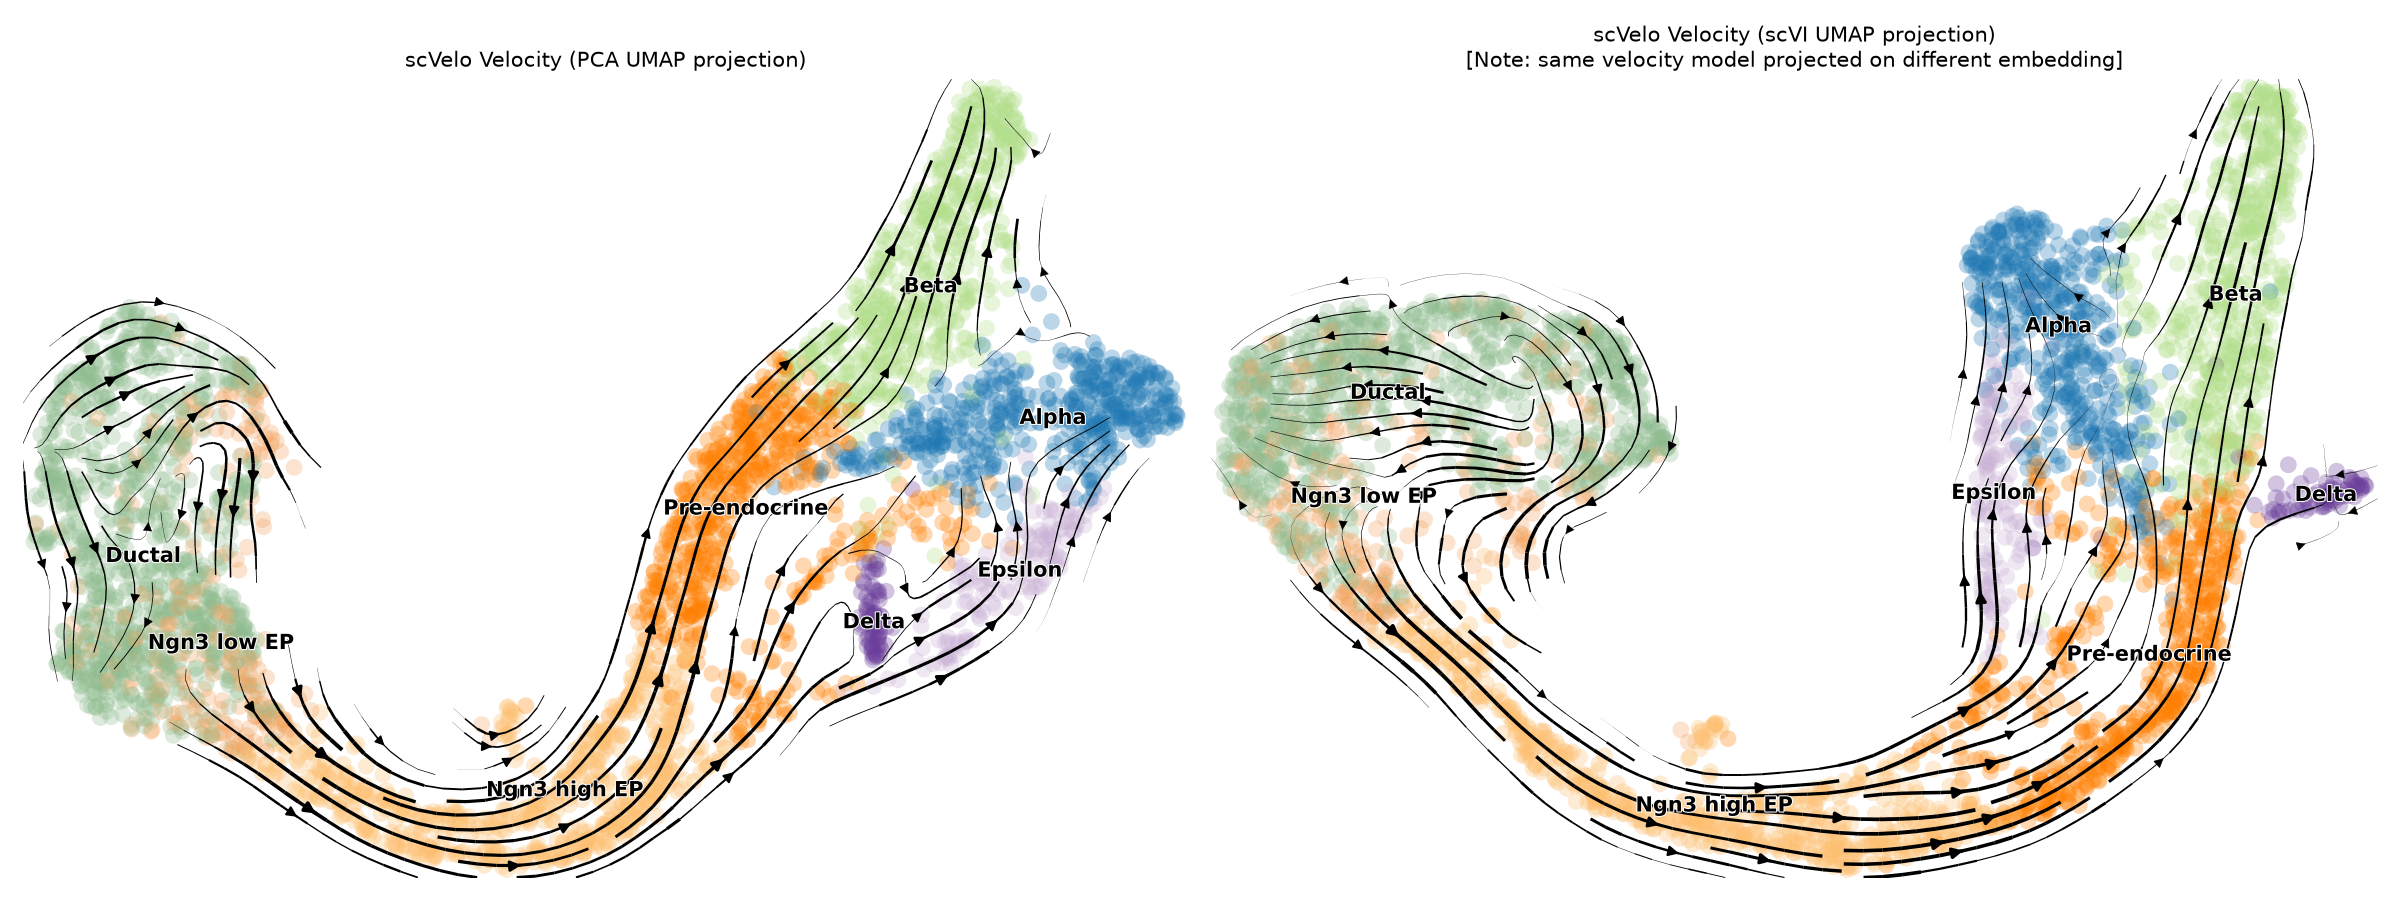 scVelo Velocity (PCA UMAP projection)
Beta
Alpha
Pre-endocrine
Ductal
Epsilon
Delta
Ngn3 low EP
Ngn3 high EP
scVelo Velocity (scVI UMAP projection)
[Note: same velocity model projected on different embedding]
Beta
Alpha
Ductal
Epsilon
Delta
Ngn3 low EP
Pre-endocrine
Ngn3 high EP